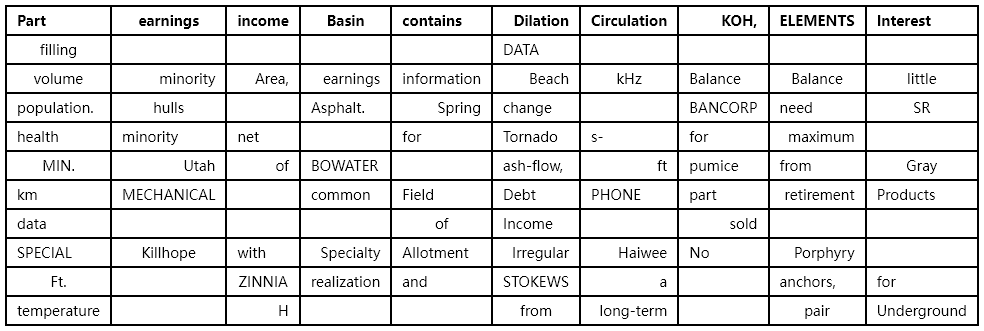 Part earnings income Basin contains Dilation Circulation KOH, ELEMENTS Interest
filling DATA
volume minority Area, earnings information Beach kHz Balance Balance little
population. hulls Asphalt. Spring change BANCORP need SR
health minority net for Tornado s- for maximum
MIN. Utah of BOWATER ash-flow, ft pumice from Gray
km MECHANICAL common Field Debt PHONE part retirement Products
data of Income sold
SPECIAL Killhope with Specialty Allotment Irregular Haiwee No Porphyry
Ft. ZINNIA realization and STOKEWS a anchors, for
temperature H from long-term pair Underground